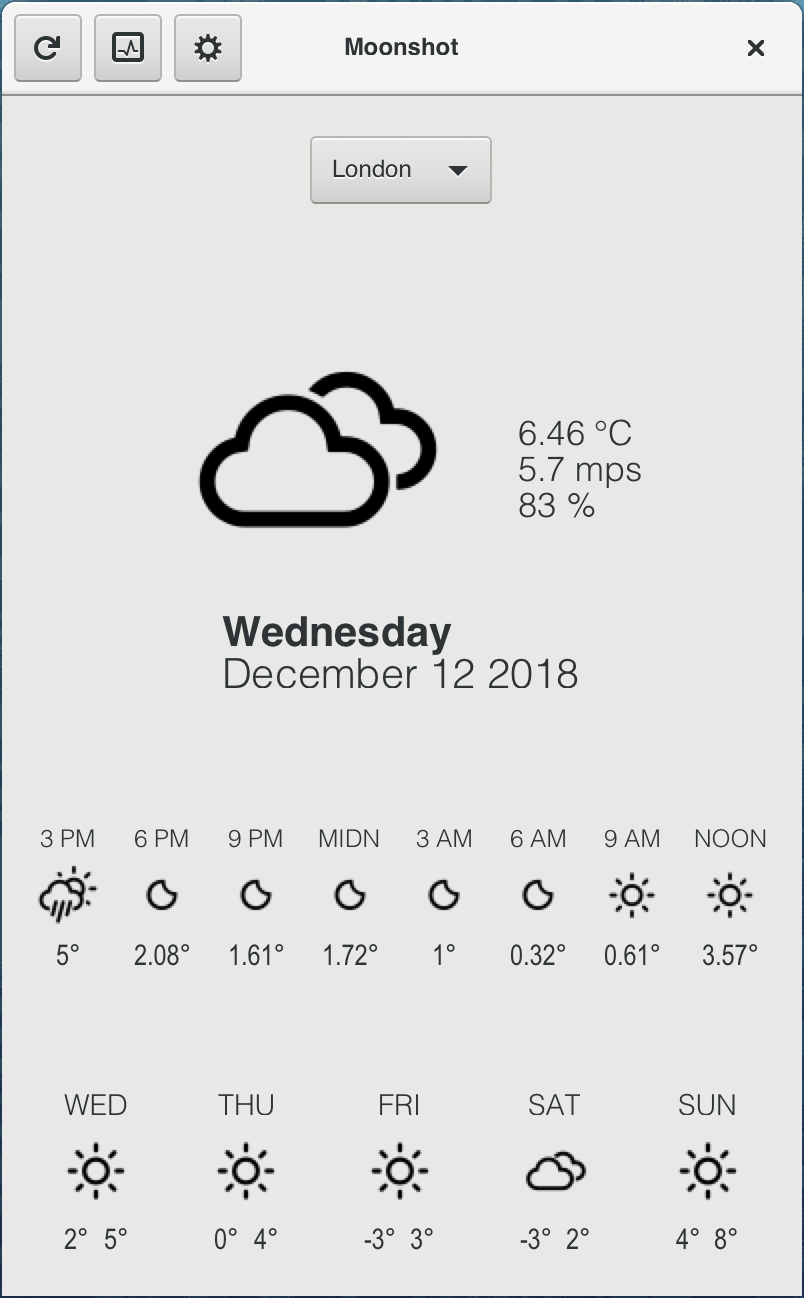 Moonshot
London
6.46 °C
5.7 mps
83 %
Wednesday
December 12 2018
3 PM 6 PM 9 PM MIDN 3 AM 6 AM 9 AM NOON
5° 2.08° 1.61° 1.72° 1° 0.32° 0.61° 3.57°
WED THU FRI SAT SUN
2° 5° 0° 4° -3° 3° -3° 2° 4° 8°